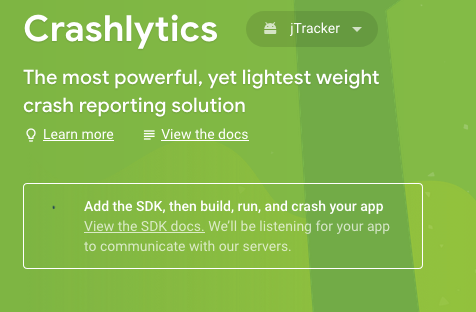 Crashlytics
jTracker
The most powerful, yet lightest weight
crash reporting solution
Learn more
View the docs
Add the SDK, then build, run, and crash your app
View the SDK docs. We'll be listening for your app
to communicate with our servers.